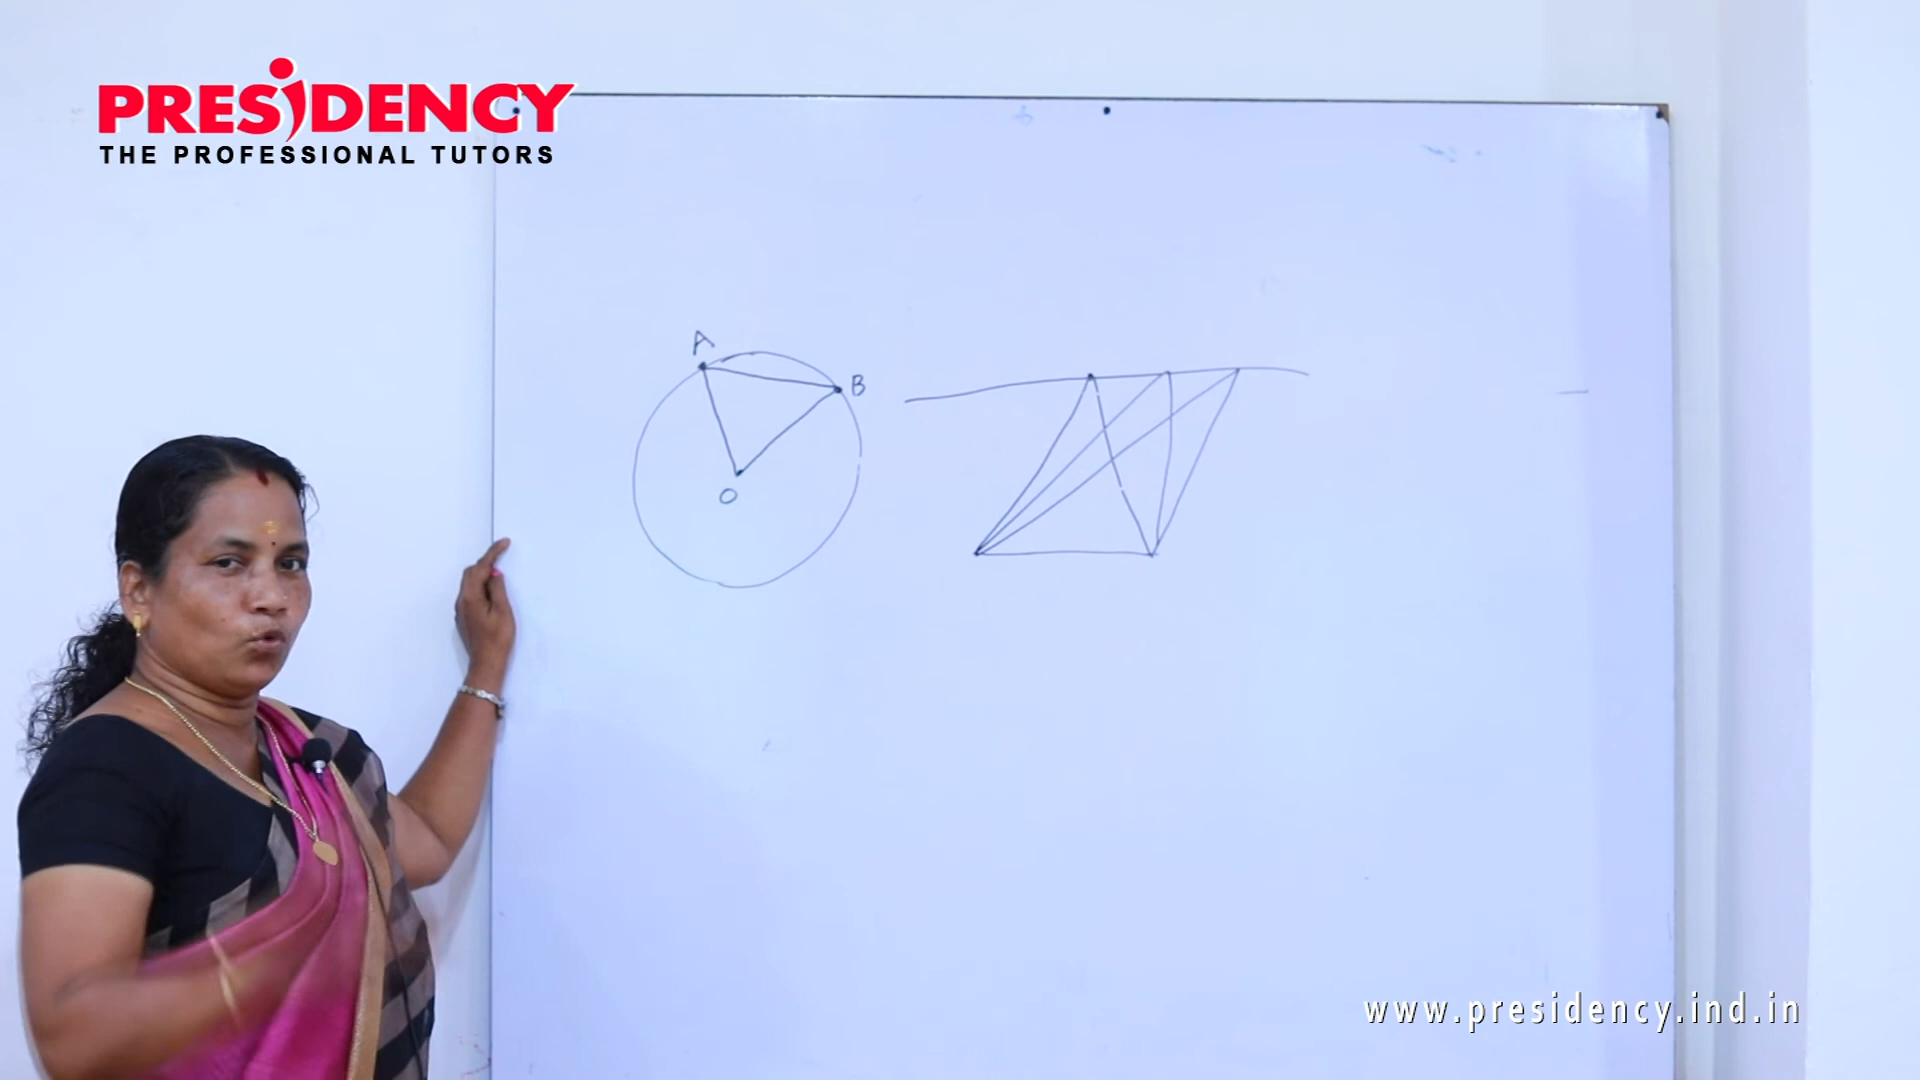 PRESiDENCY
THE PROFESSIONAL TUTORS
A
B
O
www.presidency.ind.in